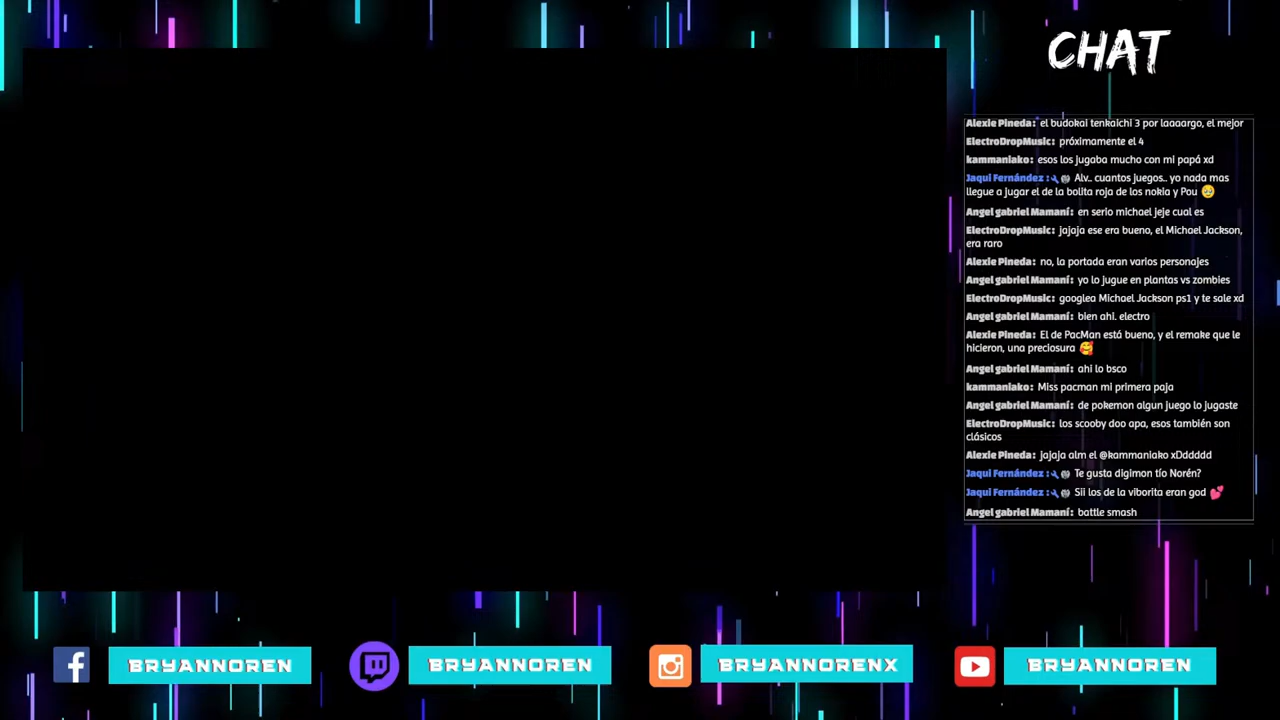 CHAT
Alexie Pineda: el budokai tenkaichi 3 por laaaargo, el mejor
ElectroDropMusic: próximamente el 4
kammaniako: esos los jugaba mucho con mi papá xd
Jaqui Fernández : Alv.. cuantos juegos.. yo nada mas
llegue a jugar el de la bolita roja de los nokia y Pou 🥹
Angel gabriel Mamaní: en serio michael jeje cual es
ElectroDropMusic: jajaja ese era bueno, el Michael Jackson,
era raro
Alexie Pineda: no, la portada eran varios personajes
Angel gabriel Mamaní: yo lo jugue en plantas vs zombies
ElectroDropMusic: googlea Michael Jackson ps1 y te sale xd
Angel gabriel Mamaní: bien ahi. electro
Alexie Pineda: El de PacMan está bueno, y el remake que le
hicieron, una preciosura 🥰
Angel gabriel Mamaní: ahi lo bsco
kammaniako: Miss pacman mi primera paja
Angel gabriel Mamaní: de pokemon algun juego lo jugaste
ElectroDropMusic: los scooby doo apa, esos también son
clásicos
Alexie Pineda: jajaja alm el @kammaniako xDddddd
Jaqui Fernández : Te gusta digimon tío Norén?
Jaqui Fernández : Sii los de la viborita eran god 💕
Angel gabriel Mamaní: battle smash
BRYANNOREN
BRYANNOREN
BRYANNORENX
BRYANNOREN